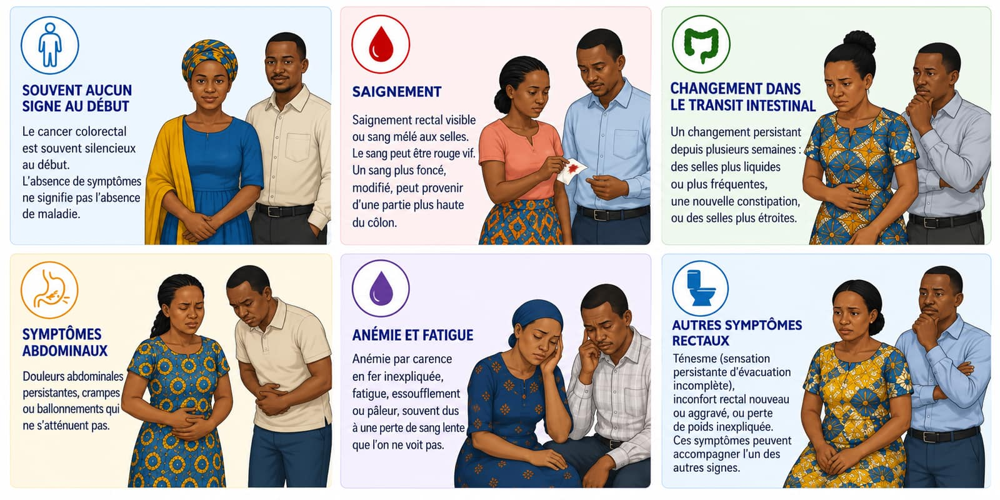 SOUVENT AUCUN
SIGNE AU DÉBUT
Le cancer colorectal
est souvent silencieux
au début.
L'absence de symptômes
ne signifie pas l'absence
de maladie.
SAIGNEMENT
Saignement rectal visible
ou sang mélé aux selles.
Le sang peut être rouge vif.
Un sang plus foncé,
modifié, peut provenir
d'une partie plus haute
du côlon.
CHANGEMENT DANS
LE TRANSIT INTESTINAL
Un changement persistant
depuis plusieurs semaines :
des selles plus liquides
ou plus fréquentes,
une nouvelle constipation,
ou des selles plus étroites.
SYMPTÔMES
ABDOMINAUX
Douleurs abdominales
persistantes, crampes
ou ballonnements qui
ne s'atténuent pas.
ANÉMIE ET FATIGUE
Anémie par carence
en fer inexpliquée,
fatigue, essoufflement
ou pâleur, souvent dus
à une perte de sang lente
que l'on ne voit pas.
AUTRES SYMPTÔMES
RECTAUX
Ténesme (sensation
persistante d'évacuation
incomplète),
inconfort rectal nouveau
ou aggravé, ou perte
de poids inexpliquée.
Ces symptômes peuvent
accompagner l'un des
autres signes.